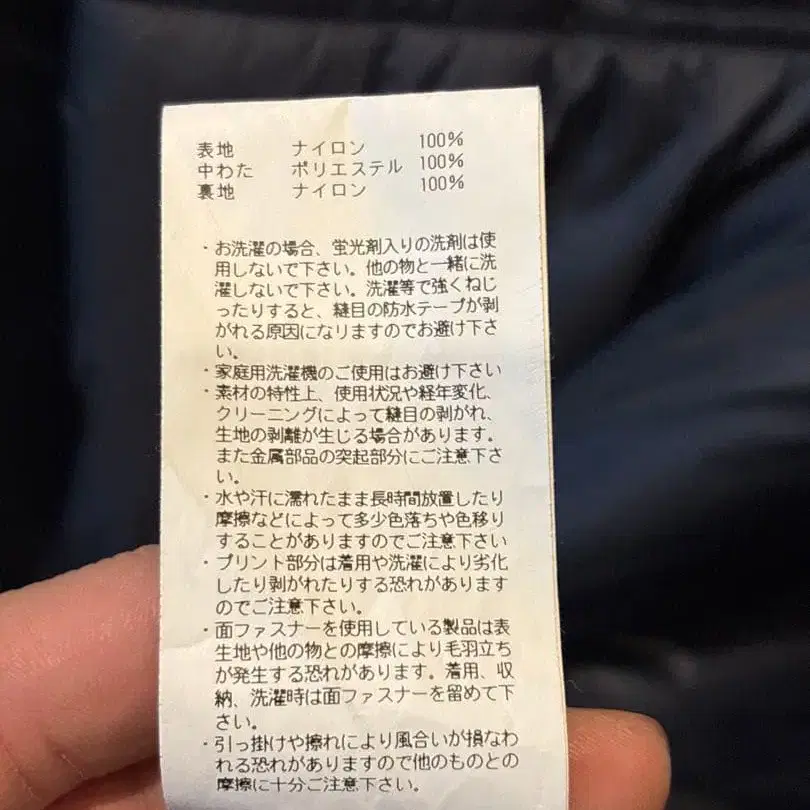 表地 ナイロン 100%
中わた ポリエステル 100%
裏地 ナイロン 100%
・お洗濯の場合、蛍光剤入りの洗剤は使
用しないで下さい。他の物と一緒に洗
濯しないで下さい。洗濯等で強くねじ
ったりすると、縫目の防水テープが剥
がれる原因になりますのでお避け下さ
い。
・家庭用洗濯機のご使用はお避け下さい
・素材の特性上、使用状況や経年変化、
クリーニングによって縫目の剥がれ、
生地の剥離が生じる場合があります。
また金属部品の突起部分にご注意下さ
い。
・水や汗に濡れたまま長時間放置したり
摩擦などによって多少色落ちや色移り
することがありますのでご注意下さい
・プリント部分は着用や洗濯により劣化
したり剥がれたりする恐れがあります
のでご注意下さい。
・面ファスナーを使用している製品は表
生地や他の物との摩擦により毛羽立ち
が発生する恐れがあります。着用、収
納、洗濯時は面ファスナーを留めて下
さい。
・引っ掛けや擦れにより風合いが損なわ
れる恐れがありますので他のものとの
摩擦に十分ご注意下さい。